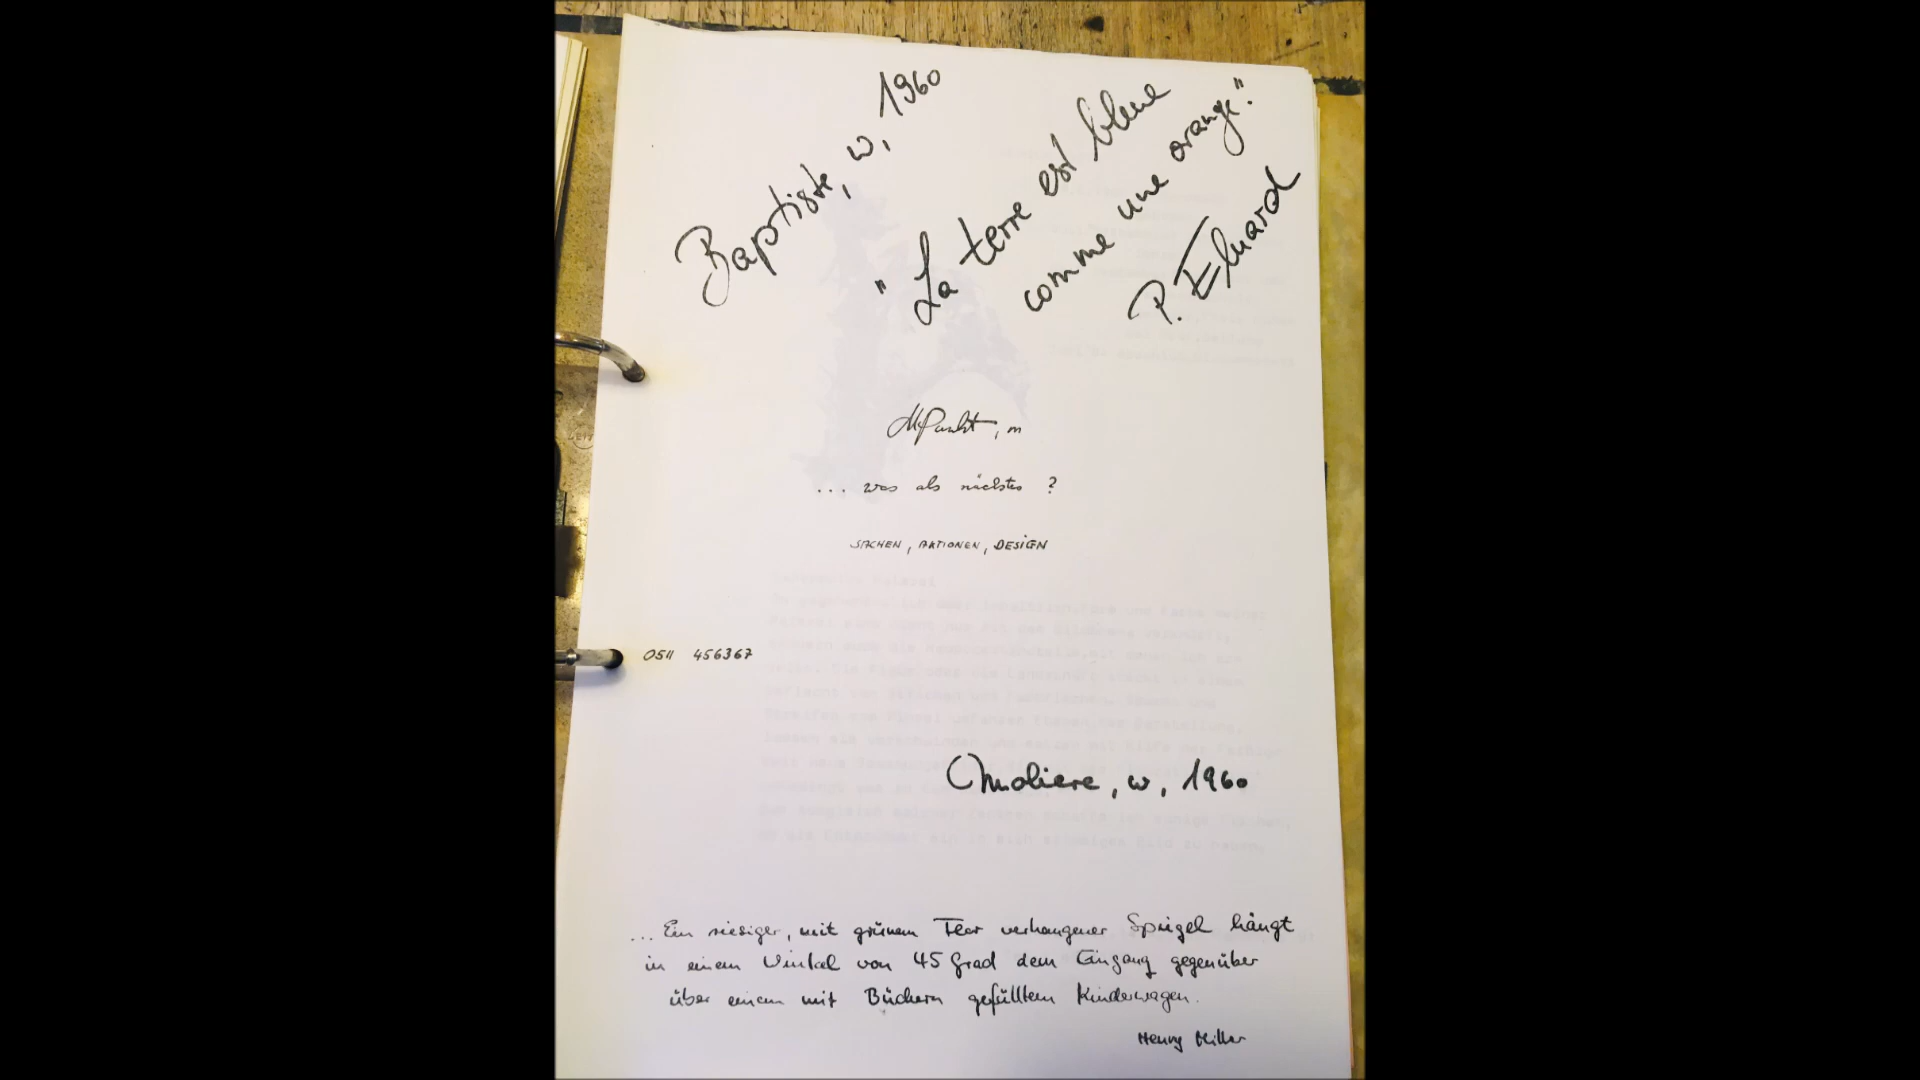 Baptiste, w, 1960
"La terre est bleue
comme une orange".
P. Eluard
MPunkt, m
... was als nächstes ?
SACHEN, AKTIONEN, DESIGN
0511 456367
Moliere, w, 1960
... Ein riesiger, mit grünem Flor verhangener Spiegel hängt
in einem Winkel von 45 Grad dem Eingang gegenüber
über einem mit Büchern gefüllten Kinderwagen.
Henry Miller